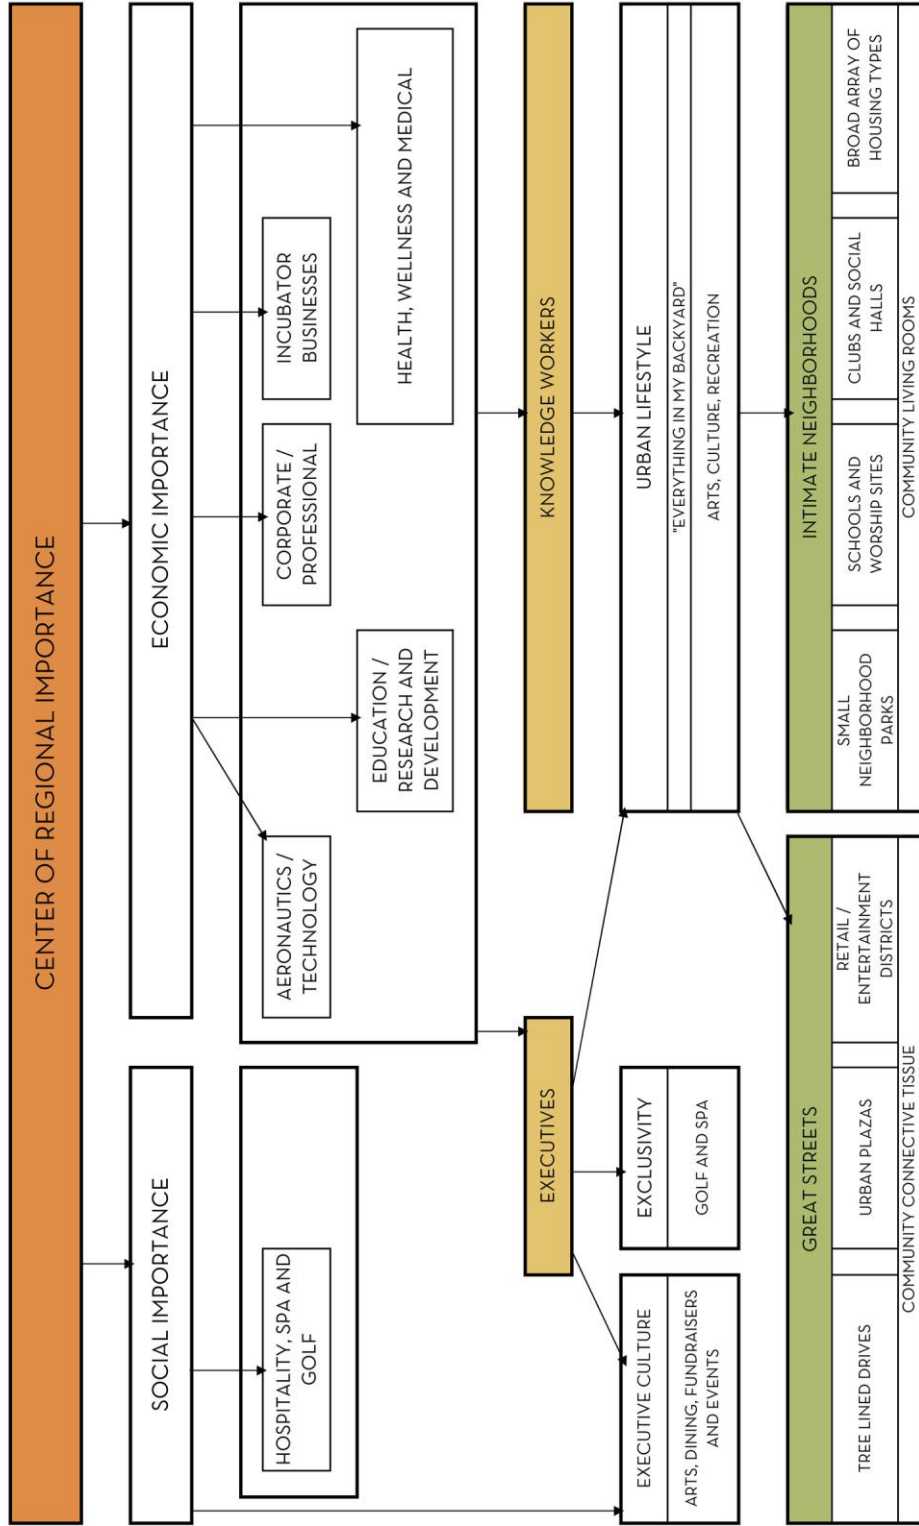 CENTER OF REGIONAL IMPORTANCE
SOCIAL IMPORTANCE
ECONOMIC IMPORTANCE
HOSPITALITY, SPA AND
GOLF
AERONAUTICS /
TECHNOLOGY
EDUCATION /
RESEARCH AND
DEVELOPMENT
CORPORATE /
PROFESSIONAL
INCUBATOR
BUSINESSES
HEALTH, WELLNESS AND MEDICAL
EXECUTIVES
KNOWLEDGE WORKERS
EXECUTIVE CULTURE
ARTS, DINING, FUNDRAISERS
AND EVENTS
EXCLUSIVITY
GOLF AND SPA
URBAN LIFESTYLE
"EVERYTHING IN MY BACKYARD"
ARTS, CULTURE, RECREATION
GREAT STREETS
TREE LINED DRIVES
URBAN PLAZAS
RETAIL /
ENTERTAINMENT
DISTRICTS
COMMUNITY CONNECTIVE TISSUE
INTIMATE NEIGHBORHOODS
SMALL
NEIGHBORHOOD
PARKS
SCHOOLS AND
WORSHIP SITES
CLUBS AND SOCIAL
HALLS
BROAD ARRAY OF
HOUSING TYPES
COMMUNITY LIVING ROOMS